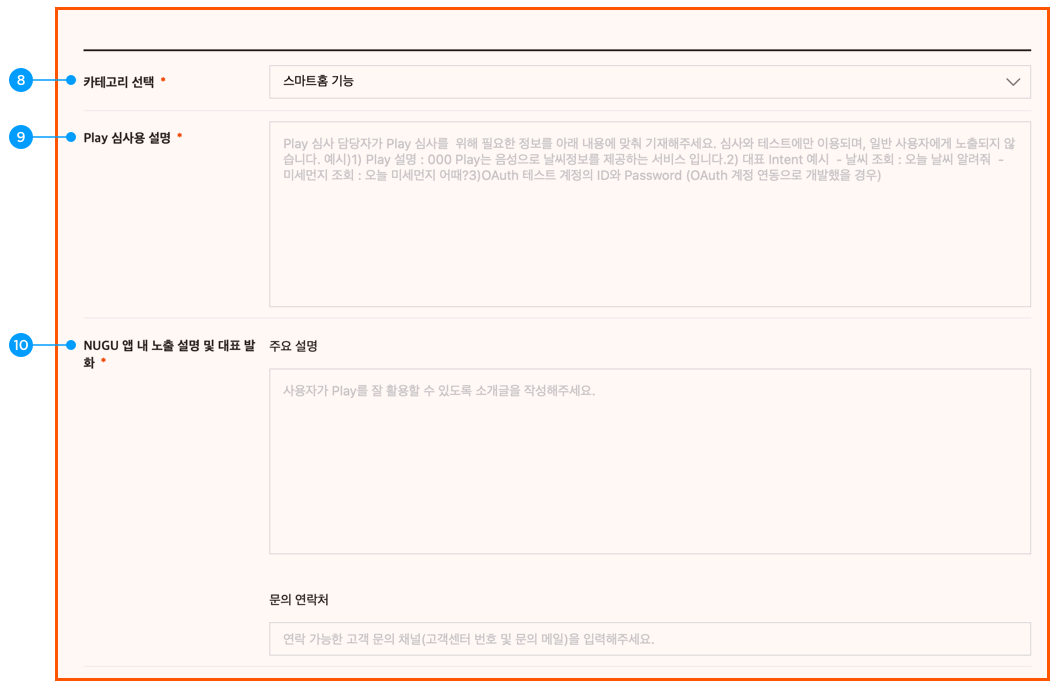 8
카테고리 선택 *
스마트홈 기능
9
Play 심사용 설명 *
Play 심사 담당자가 Play 심사를  위해 필요한 정보를 아래 내용에 맞춰 기재해주세요. 심사와 테스트에만 이용되며, 일반 사용자에게 노출되지 않
습니다. 예시)1) Play 설명 : 000 Play는 음성으로 날씨정보를 제공하는 서비스 입니다.2) 대표 Intent 예시  - 날씨 조회 : 오늘 날씨 알려줘  -
미세먼지 조회 : 오늘 미세먼지 어때?3)OAuth 테스트 계정의 ID와 Password (OAuth 계정 연동으로 개발했을 경우)
10
NUGU 앱 내 노출 설명 및 대표 발
화 *
주요 설명
사용자가 Play를 잘 활용할 수 있도록 소개글을 작성해주세요.
문의 연락처
연락 가능한 고객 문의 채널(고객센터 번호 및 문의 메일)을 입력해주세요.